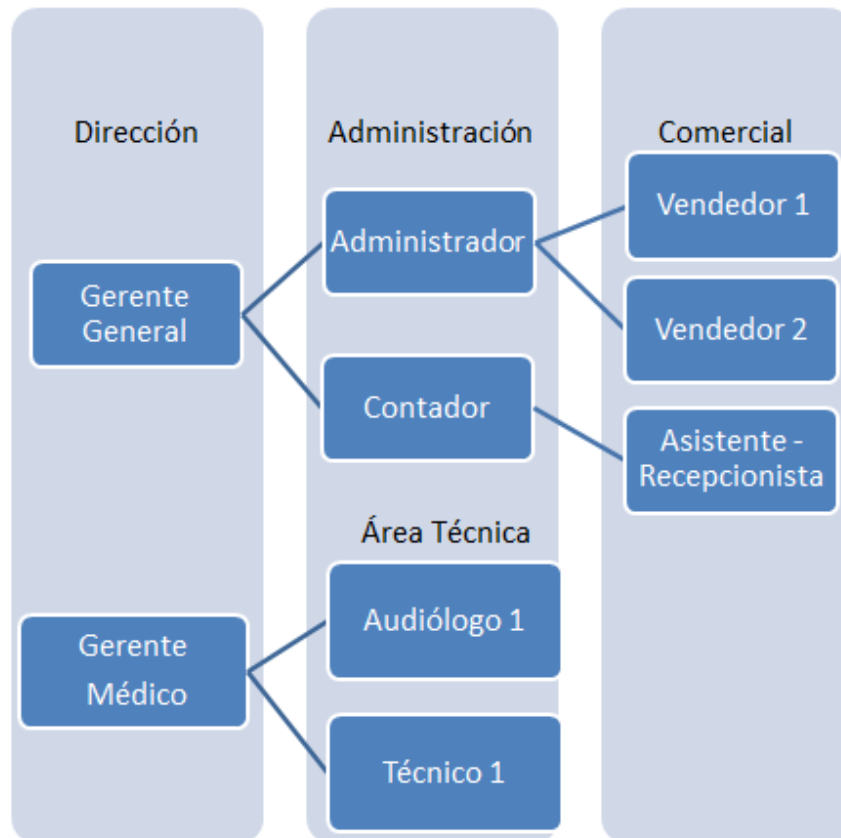 Dirección
Administración
Comercial
Gerente
General
Administrador
Contador
Vendedor 1
Vendedor 2
Asistente -
Recepcionista
Área Técnica
Gerente
Médico
Audiólogo 1
Técnico 1